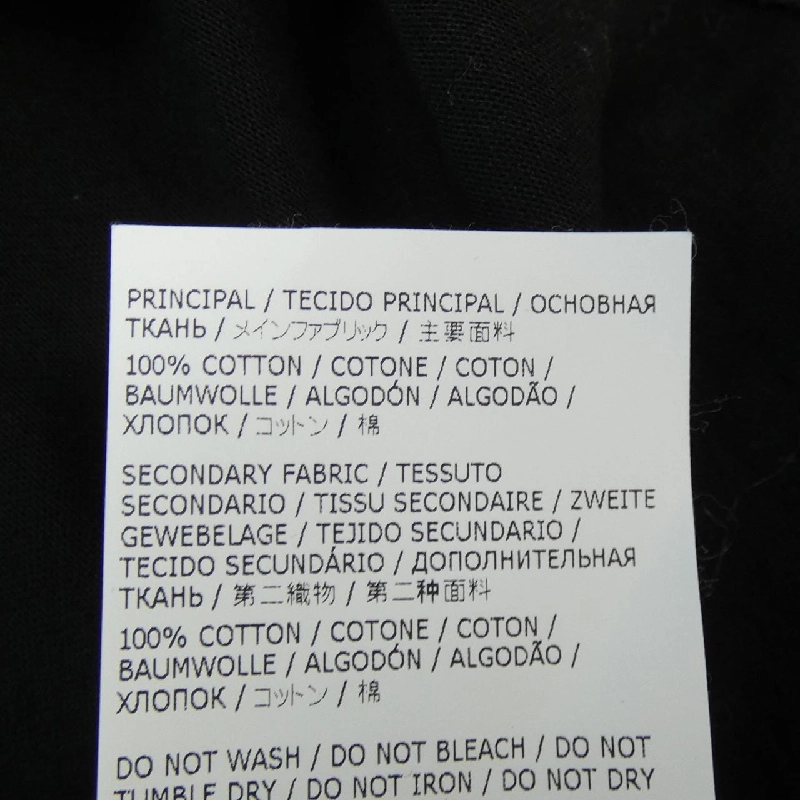 PRINCIPAL / TECIDO PRINCIPAL / ОСНОВНАЯ
ТКАНЬ / メインファブリック / 主要面料
100% COTTON / COTONE / COTON /
BAUMWOLLE / ALGODÓN / ALGODÃO /
ХЛОПОК / コットン / 棉
SECONDARY FABRIC / TESSUTO
SECONDARIO / TISSU SECONDAIRE / ZWEITE
GEWEBELAGE / TEJIDO SECUNDARIO /
TECIDO SECUNDÁRIO / ДОПОЛНИТЕЛЬНАЯ
ТКАНЬ / 第二織物 / 第二种面料
100% COTTON / COTONE / COTON /
BAUMWOLLE / ALGODÓN / ALGODÃO /
ХЛОПОК / コットン / 棉
DO NOT WASH / DO NOT BLEACH / DO NOT
TUMBLE DRY / DO NOT IRON / DO NOT DRY